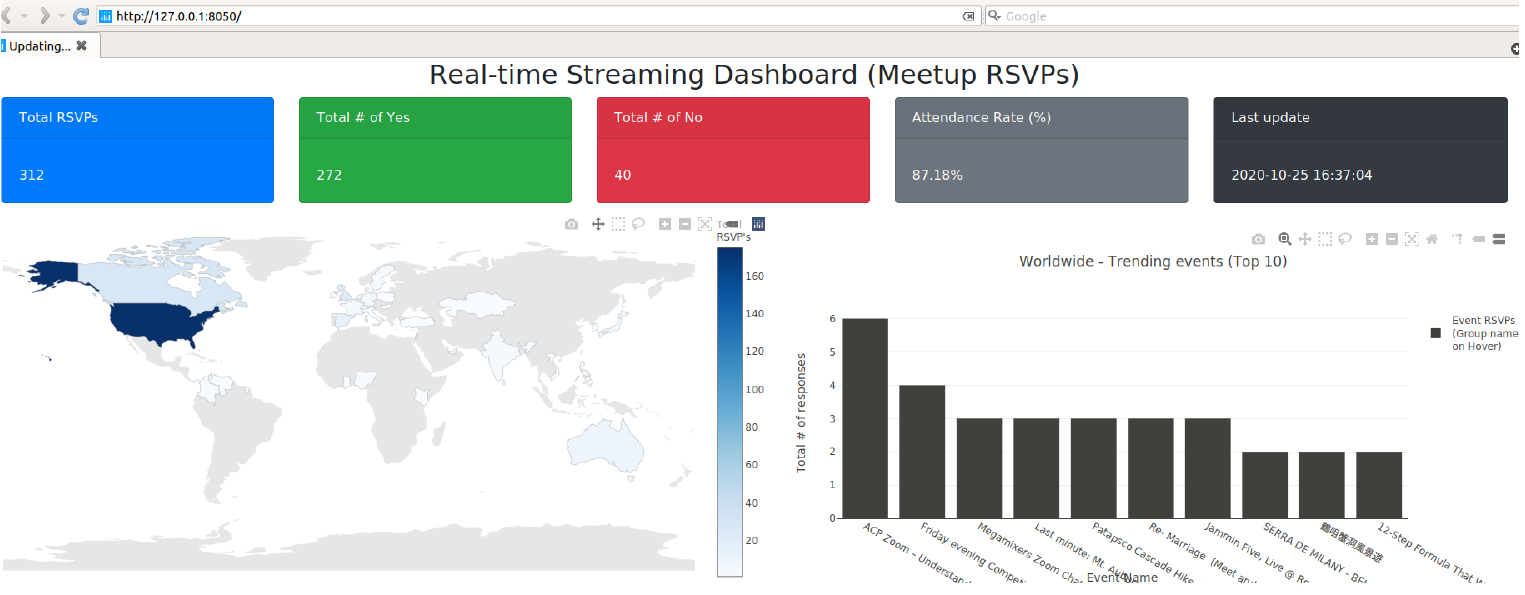 http://127.0.0.1:8050/
Google
Updating...
Real-time Streaming Dashboard (Meetup RSVPs)
Total RSVPs
312
Total # of Yes
272
Total # of No
40
Attendance Rate (%)
87.18%
Last update
2020-10-25 16:37:04
RSVP's
160
140
120
100
80
60
40
20
Worldwide - Trending events (Top 10)
Total # of responses
6
5
4
3
2
1
0
ACP Zoom – Understand
Friday evening Competi
Megamixers Zoom Cha
Last minute: Mt. Aubu
Patapsco Cascade Hike
Re- Marriage (Meet and
Jammin Five, Live @ Ro
SERRA DE MILANY - BE
12-Step Formula That W
Event Name
Event RSVPs
(Group name
on Hover)